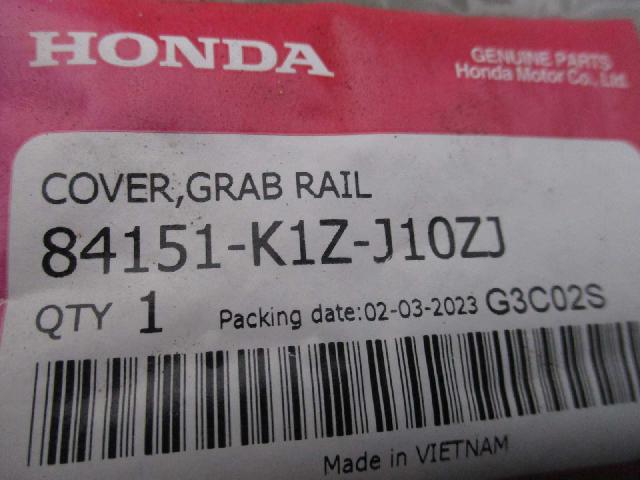 HONDA
GENUINE PARTS
Honda Motor Co., Ltd.
COVER,GRAB RAIL
84151-K1Z-J10ZJ
QTY 1 Packing date:02-03-2023 G3C02S
Made in VIETNAM